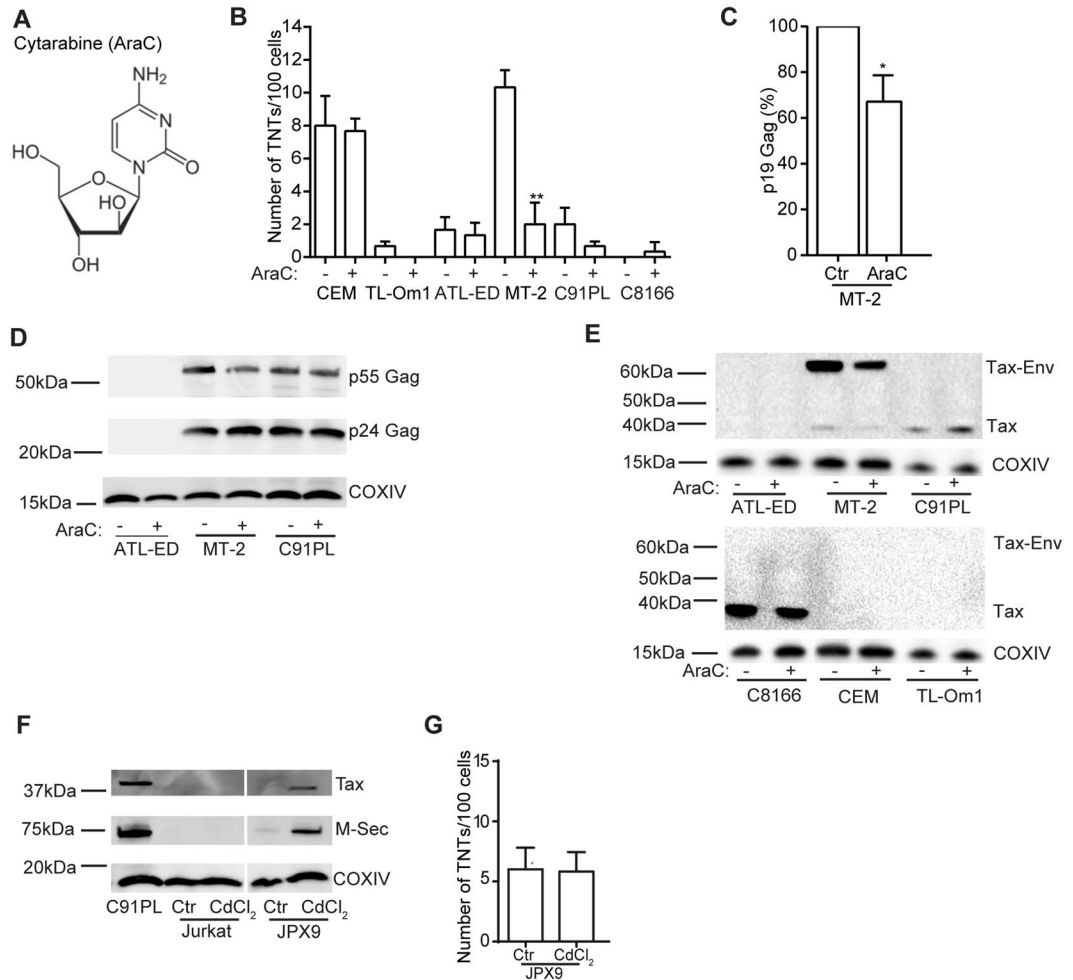 A
Cytarabine (AraC)
NH₂
N
HO
N
O
O
HO
OH
B
Number of TNTs/100 cells
14
12
10
8
6
4
2
0
AraC: - + - + - + - + - + - +
**
CEM TL-Om1 ATL-ED MT-2 C91PL C8166
C
p19 Gag (%)
100
80
60
40
20
0
*
Ctr AraC
MT-2
D
50kDa
p55 Gag
p24 Gag
20kDa
15kDa
COXIV
AraC: - + - + - +
ATL-ED MT-2 C91PL
E
60kDa
Tax-Env
50kDa
40kDa
Tax
15kDa
COXIV
AraC: - + - + - +
ATL-ED MT-2 C91PL
60kDa
Tax-Env
50kDa
40kDa
Tax
15kDa
COXIV
AraC: - + - + - +
C8166 CEM TL-Om1
F
37kDa
Tax
75kDa
M-Sec
20kDa
COXIV
C91PL Ctr CdCl₂ Ctr CdCl₂
Jurkat JPX9
G
Number of TNTs/100 cells
15
10
5
0
Ctr CdCl₂
JPX9